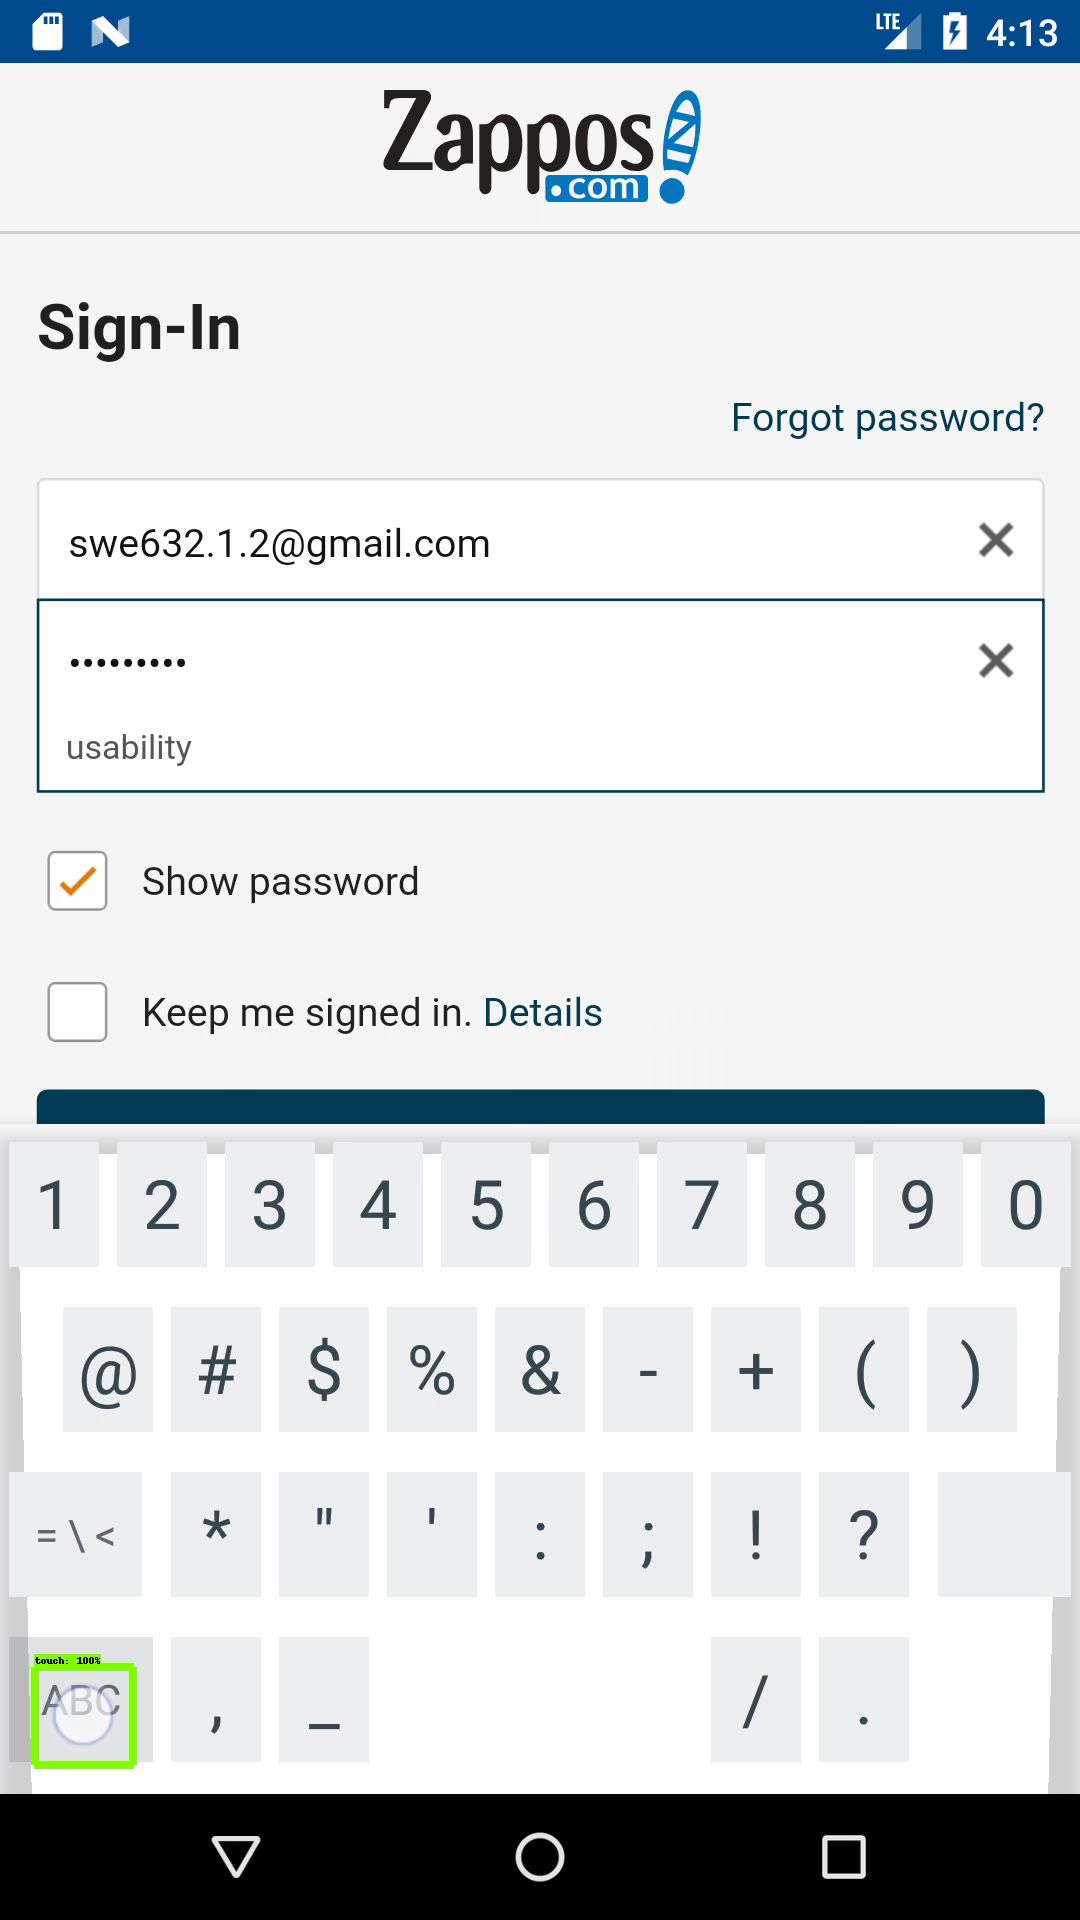 LTE 4:13
Zappos
.com
Sign-In
Forgot password?
swe632.1.2@gmail.com
•••••••••
usability
Show password
Keep me signed in. Details
1 2 3 4 5 6 7 8 9 0
@ # $ % & - + ( )
= \ < * " ' : ; ! ?
touch: 100%
ABC , _ / .